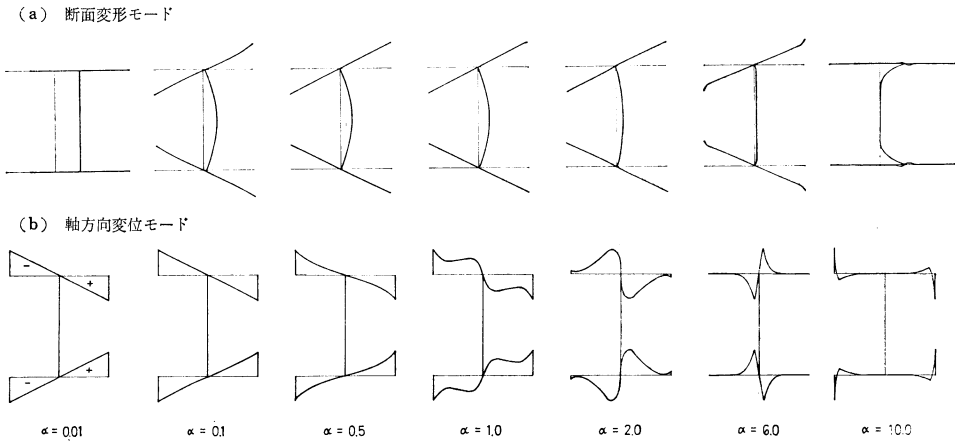 (a) 断面変形モード
(b) 軸方向変位モード
− + − +
α = 0.01 α = 0.1 α = 0.5 α = 1.0 α = 2.0 α = 6.0 α = 10.0